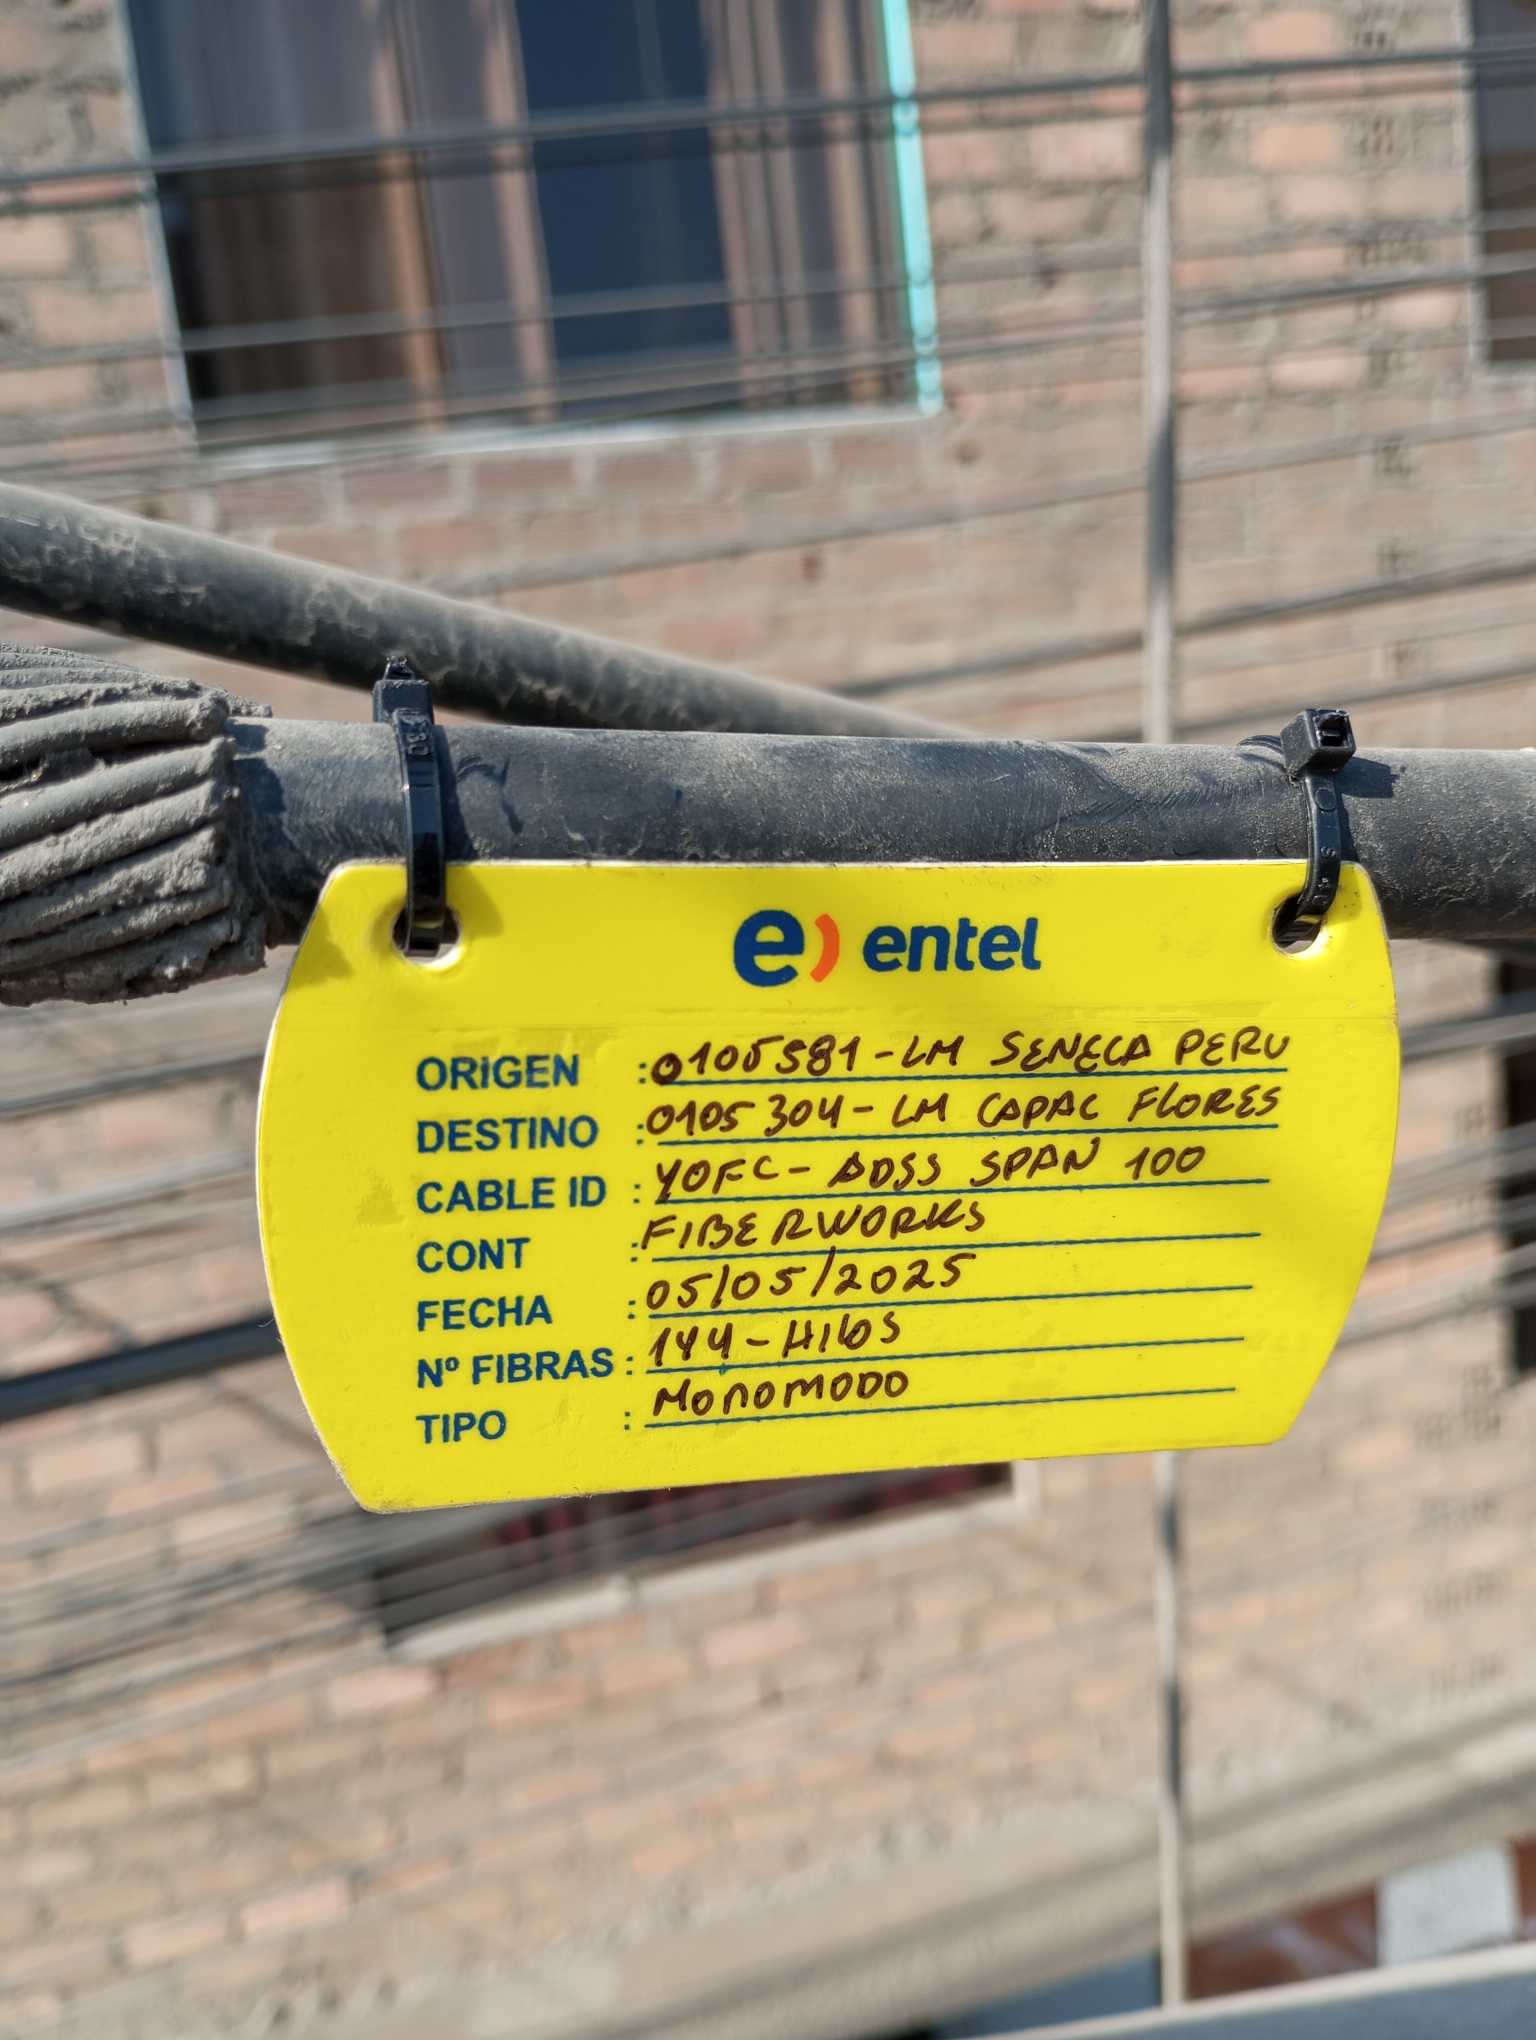 e) entel
ORIGEN : 0105581 - LM SENECA PERU
DESTINO : 0105304 - LM CAPAC FLORES
CABLE ID : YOFC - ADSS SPAN 100
CONT : FIBERWORKS
FECHA : 05/05/2025
Nº FIBRAS : 144 - HILOS
TIPO : MONOMODO